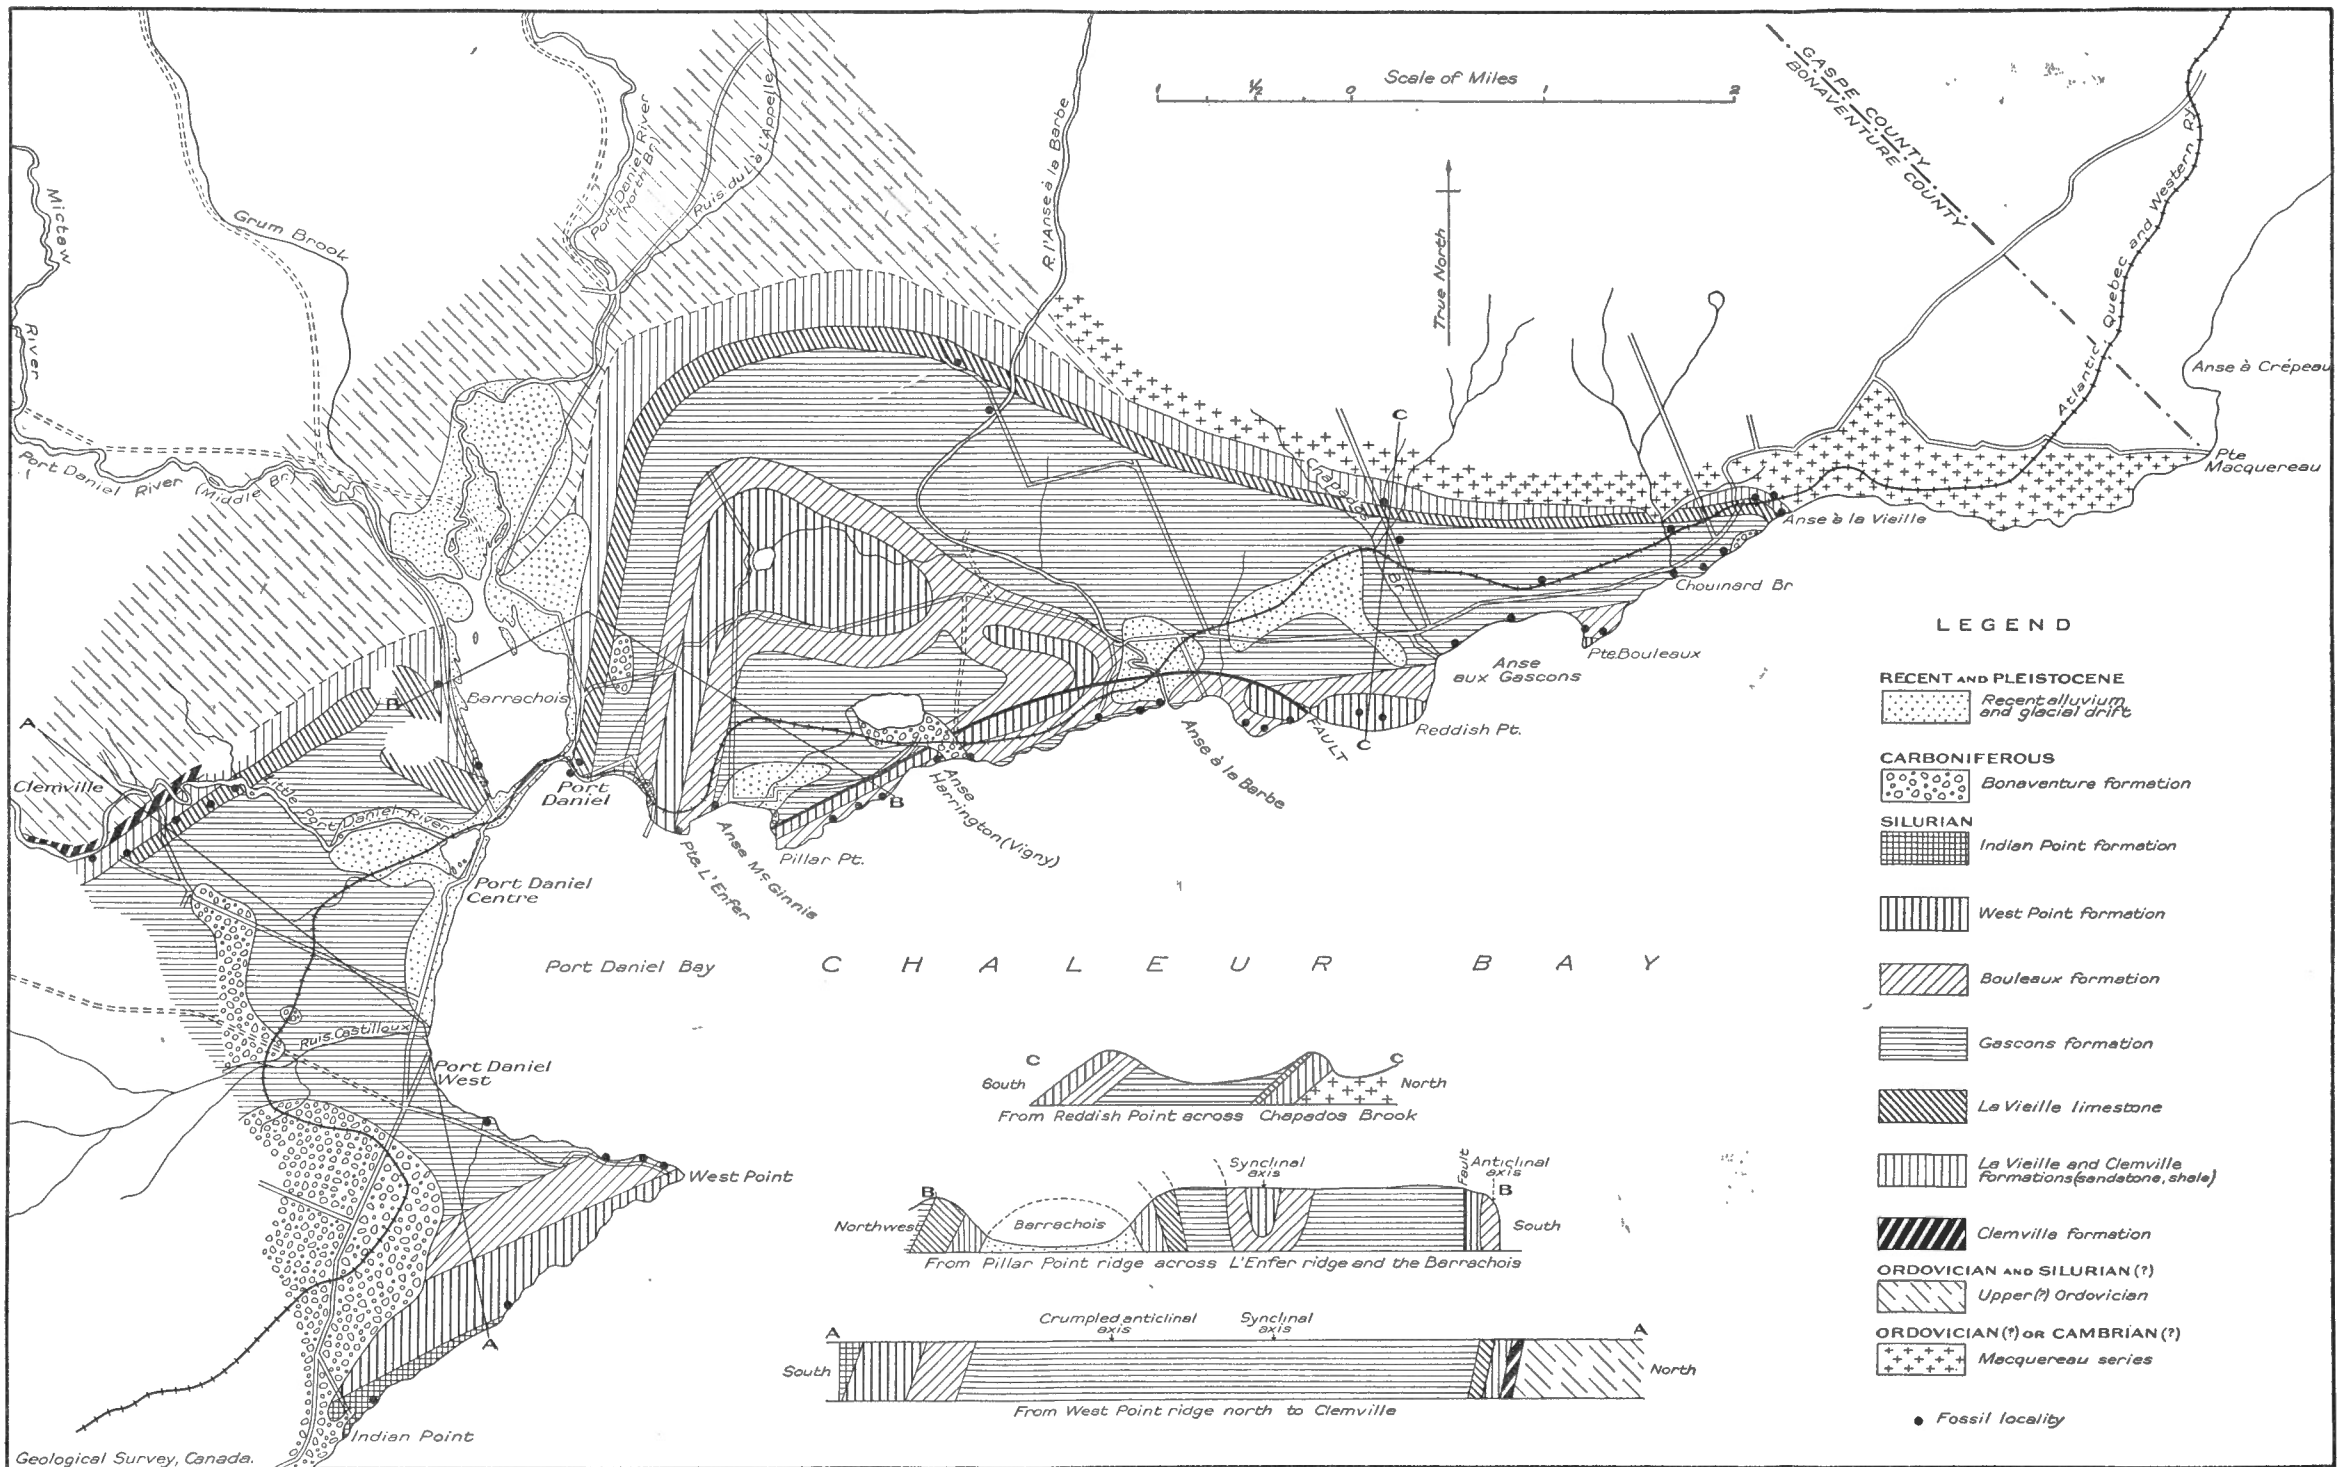 Scale of Miles
1 ½ 0 1 2
GASPE COUNTY
BONAVENTURE COUNTY
Atlantic Quebec and Western Ry
True North
Mictaw
River
Grum Brook
Port Daniel River
(North Br.)
R. l'Anse à la Barbe
Anse à Crépeau
Pte
Macquereau
Port Daniel River (Middle Br.)
Chapados
Br.
C
Anse à la Vieille
Chouinard Br
Pte. Bouleaux
Anse
aux Gascons
Reddish Pt.
C
FAULT
Anse à la Barbe
Barrachois
B
A
Clemville
Little Port Daniel River
Port
Daniel
B
Anse
Harrington (Vigny)
Pillar Pt.
Anse McGinnis
Pte. L'Enfer
Port Daniel
Centre
Port Daniel Bay
CHALEUR BAY
Ruis. Castilloux
Port Daniel
West
West Point
A
Indian Point
Geological Survey, Canada.
C C
South North
From Reddish Point across Chapados Brook
Synclinal
axis
Fault
Anticlinal
axis
B B
Northwest Barrachois South
From Pillar Point ridge across L'Enfer ridge and the Barrachois
Crumpled anticlinal
axis
Synclinal
axis
A A
South North
From West Point ridge north to Clemville
LEGEND
RECENT AND PLEISTOCENE
Recent alluvium
and glacial drift
CARBONIFEROUS
Bonaventure formation
SILURIAN
Indian Point formation
West Point formation
Bouleaux formation
Gascons formation
La Vieille limestone
La Vieille and Clemville
formations (sandstone, shale)
Clemville formation
ORDOVICIAN AND SILURIAN (?)
Upper (?) Ordovician
ORDOVICIAN (?) OR CAMBRIAN (?)
Macquereau series
Fossil locality